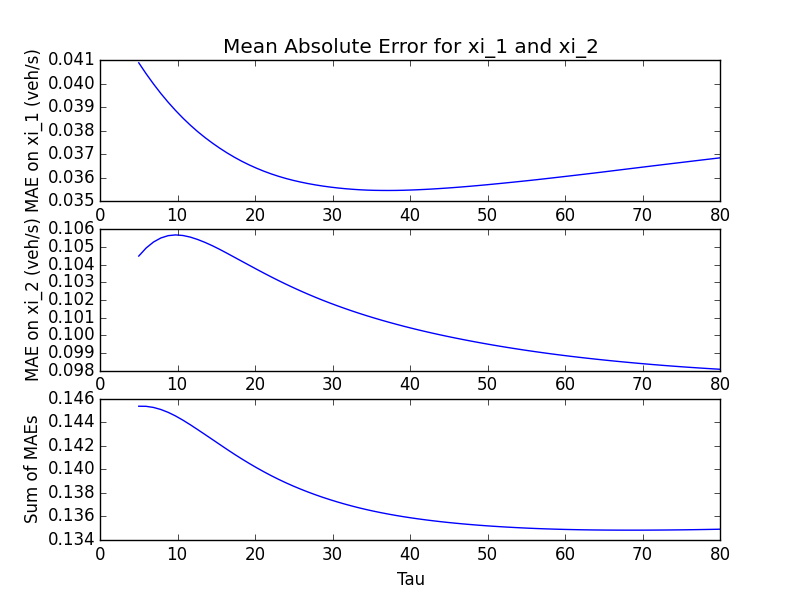 Mean Absolute Error for xi_1 and xi_2
MAE on xi_1 (veh/s)
0.041
0.040
0.039
0.038
0.037
0.036
0.035
0 10 20 30 40 50 60 70 80
MAE on xi_2 (veh/s)
0.106
0.105
0.104
0.103
0.102
0.101
0.100
0.099
0.098
0 10 20 30 40 50 60 70 80
Sum of MAEs
0.146
0.144
0.142
0.140
0.138
0.136
0.134
0 10 20 30 40 50 60 70 80
Tau